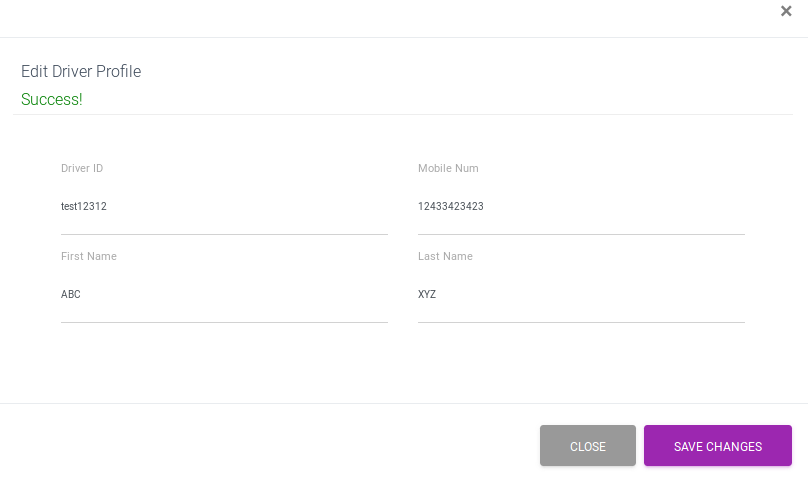 ×
Edit Driver Profile
Success!
Driver ID Mobile Num
test12312 12433423423
First Name Last Name
ABC XYZ
CLOSE SAVE CHANGES